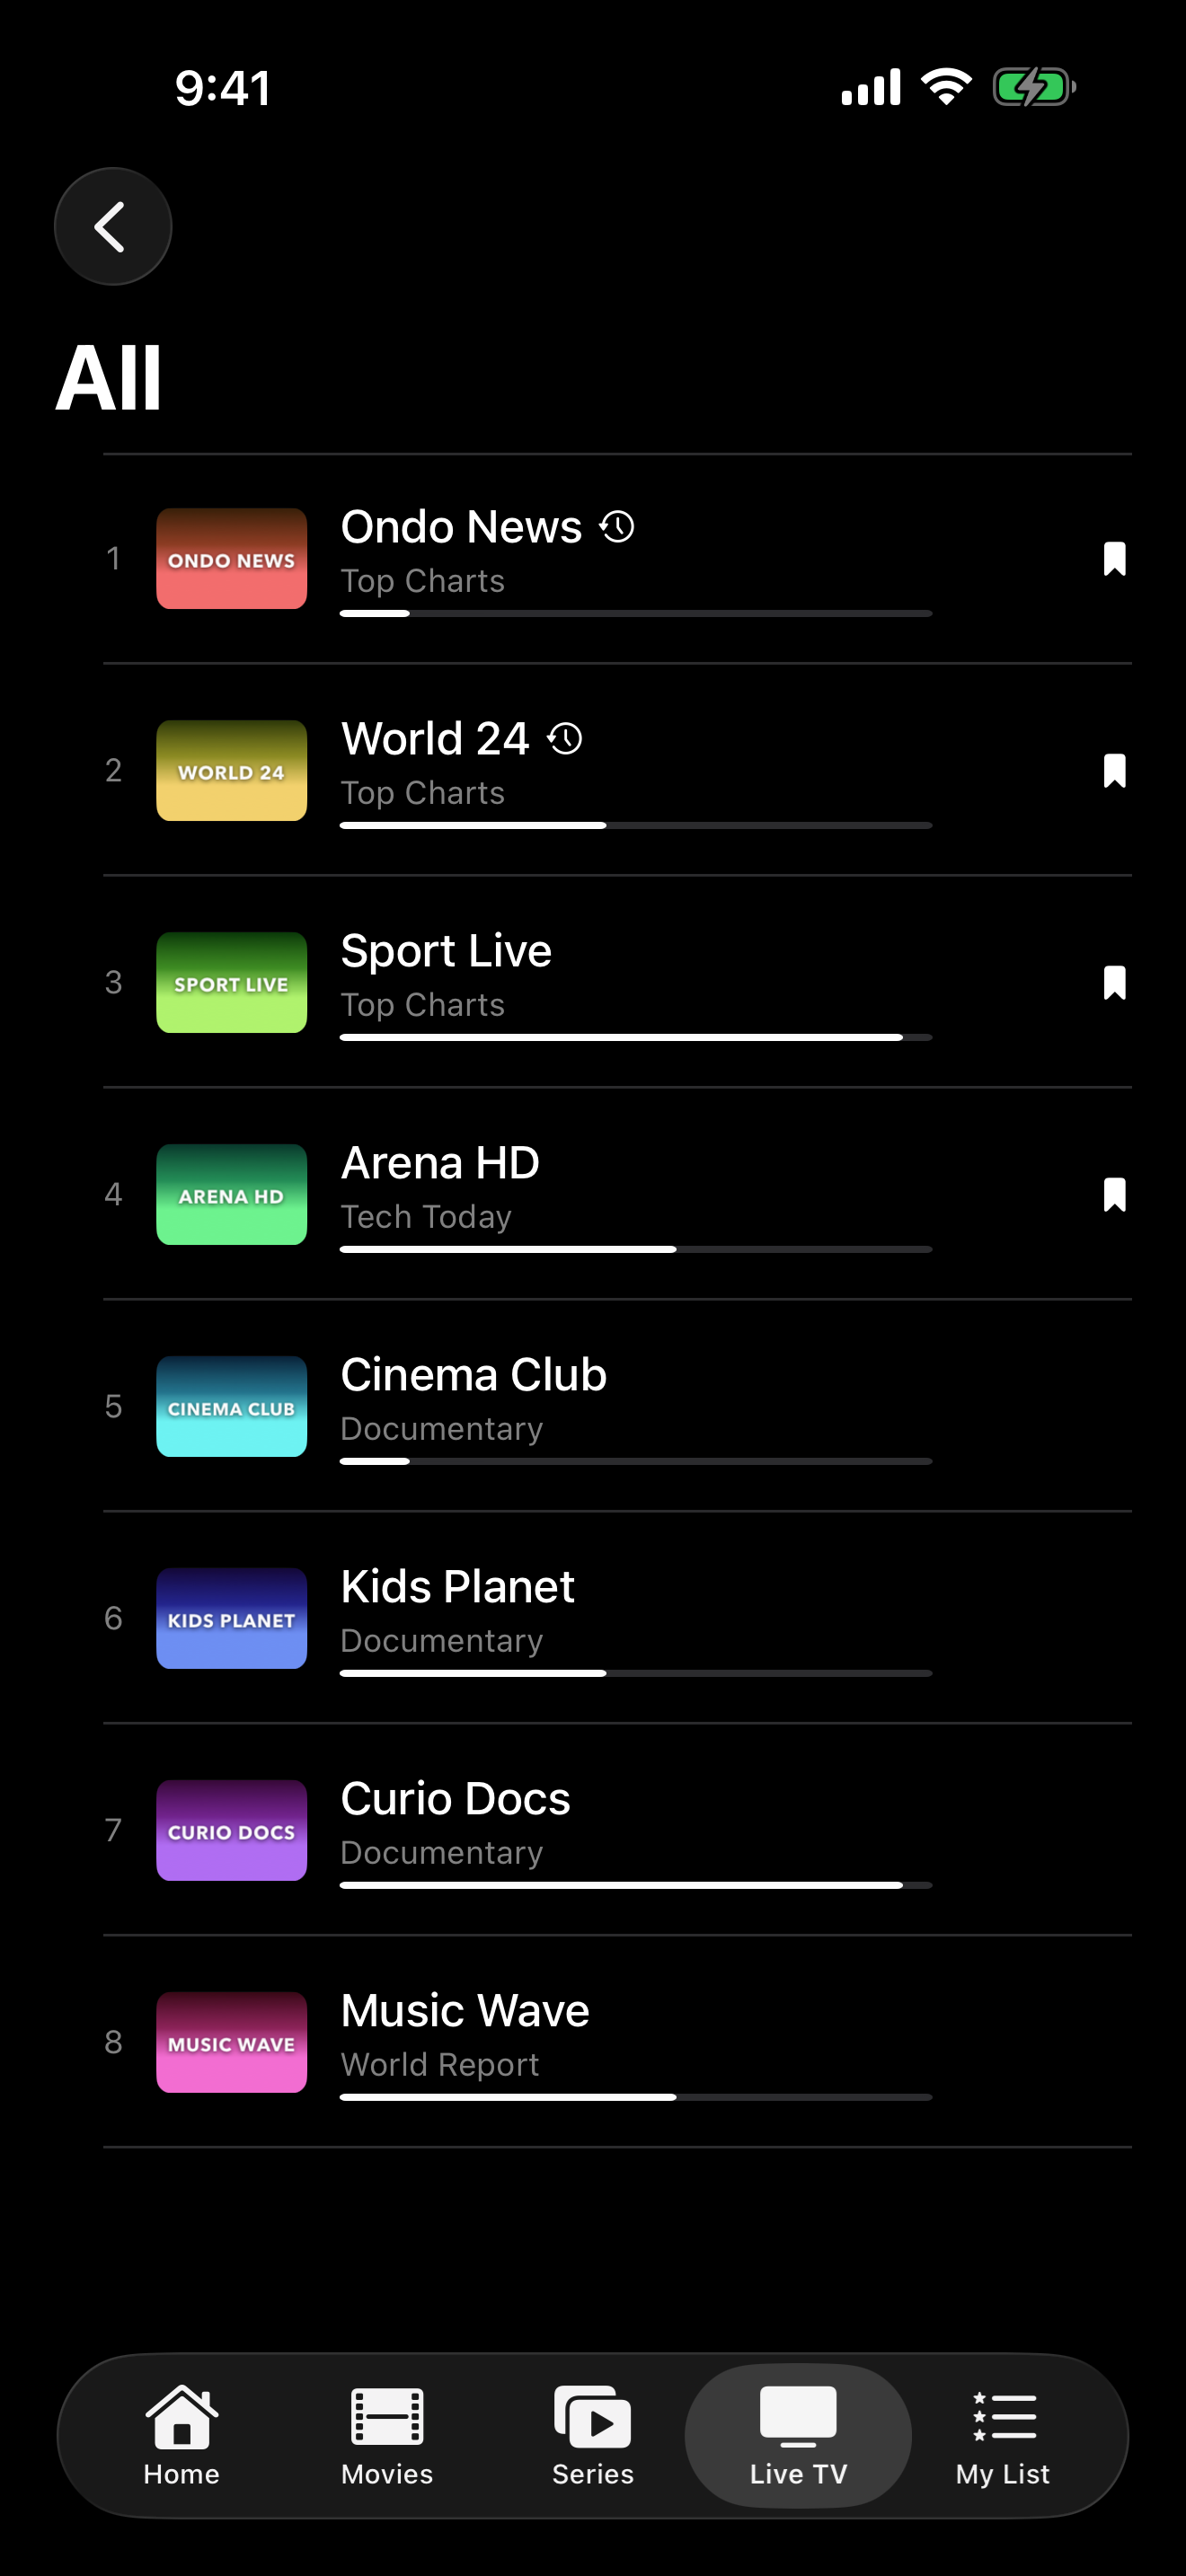 9:41
All
1
ONDO NEWS
Ondo News
Top Charts
2
WORLD 24
World 24
Top Charts
3
SPORT LIVE
Sport Live
Top Charts
4
ARENA HD
Arena HD
Tech Today
5
CINEMA CLUB
Cinema Club
Documentary
6
KIDS PLANET
Kids Planet
Documentary
7
CURIO DOCS
Curio Docs
Documentary
8
MUSIC WAVE
Music Wave
World Report
Home Movies Series Live TV My List